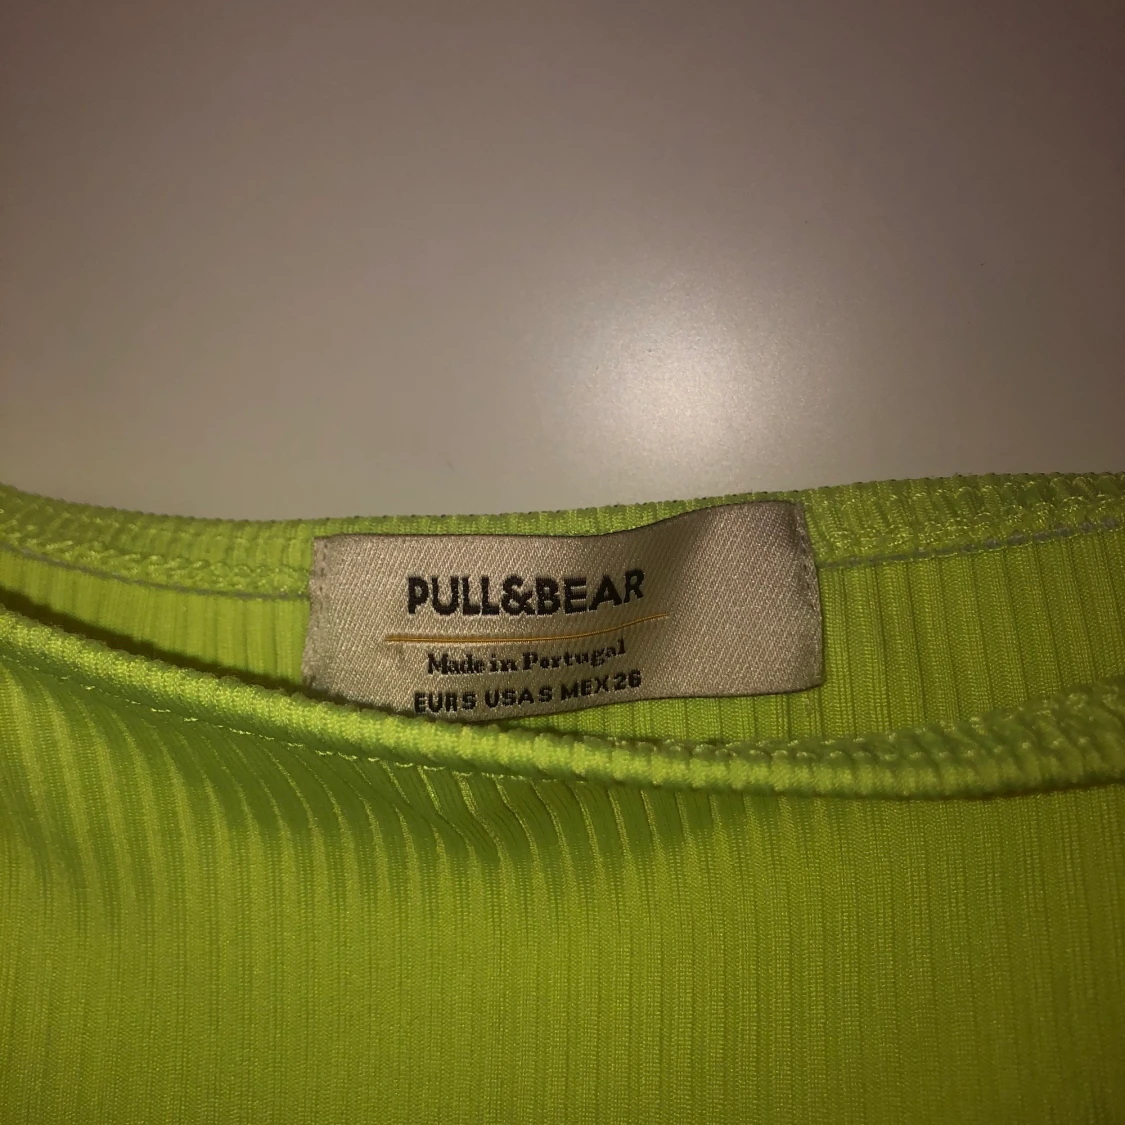 PULL&BEAR
Made in Portugal
EUR S USA S MEX 26